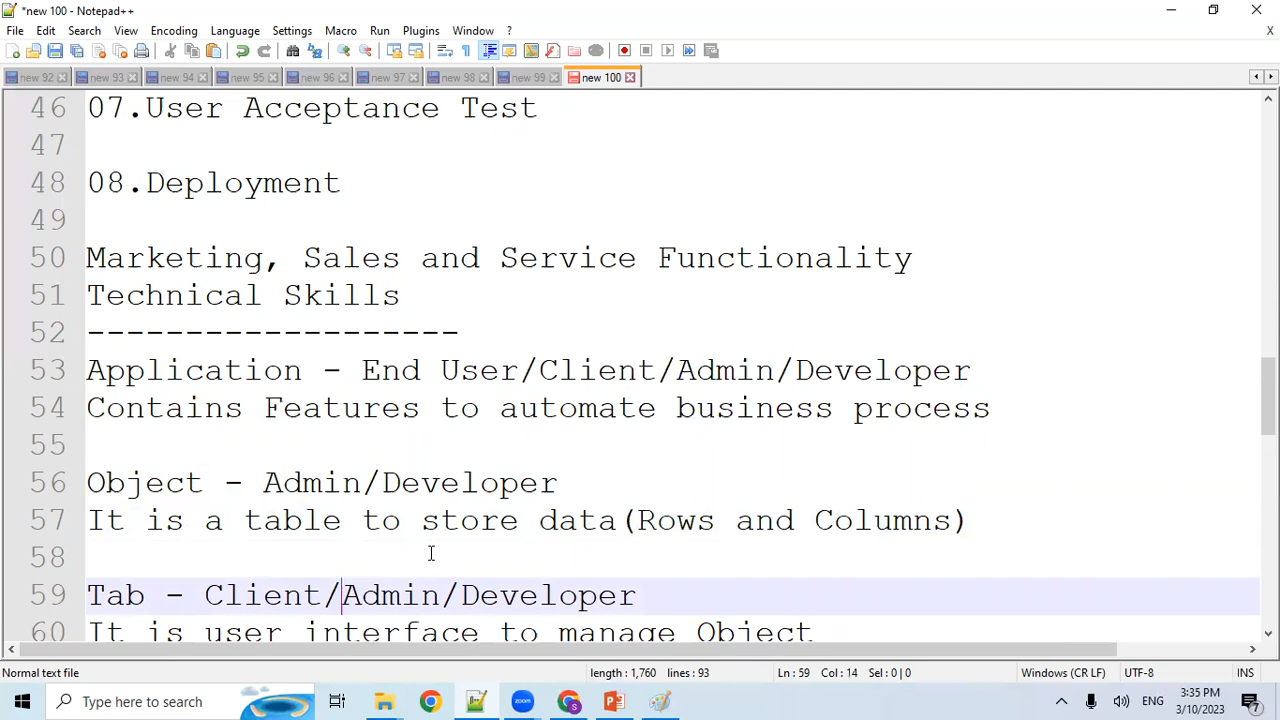 *new 100 - Notepad++
File Edit Search View Encoding Language Settings Macro Run Plugins Window ? X
new 92 new 93 new 94 new 95 new 96 new 97 new 98 new 99 new 100
46 07.User Acceptance Test
47
48 08.Deployment
49
50 Marketing, Sales and Service Functionality
51 Technical Skills
52 -------------------
53 Application - End User/Client/Admin/Developer
54 Contains Features to automate business process
55
56 Object - Admin/Developer
57 It is a table to store data(Rows and Columns)
58
59 Tab - Client/Admin/Developer
60 It is user interface to manage Object
Normal text file length : 1,760 lines : 93 Ln : 59 Col : 14 Sel : 0 | 0 Windows (CR LF) UTF-8 INS
Type here to search zoom S P ENG 3:35 PM
3/10/2023 7